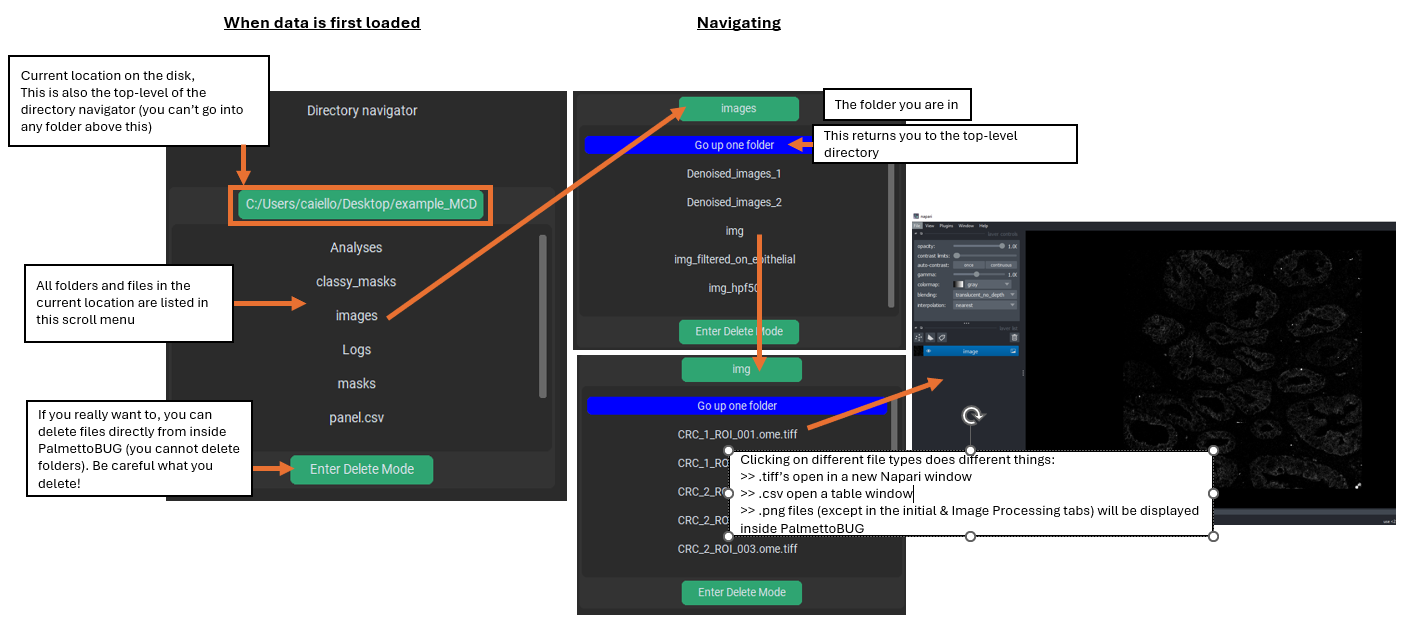 When data is first loaded
Navigating
Current location on the disk,
This is also the top-level of the
directory navigator (you can't go into
any folder above this)
Directory navigator
C:/Users/caiello/Desktop/example_MCD
Analyses
classy_masks
images
Logs
masks
panel.csv
Enter Delete Mode
All folders and files in the
current location are listed in
this scroll menu
If you really want to, you can
delete files directly from inside
PalmettoBUG (you cannot delete
folders). Be careful what you
delete!
images
The folder you are in
Go up one folder
This returns you to the top-level
directory
Denoised_images_1
Denoised_images_2
img
img_filtered_on_epithelial
img_hpf50
Enter Delete Mode
img
Go up one folder
CRC_1_ROI_001.ome.tiff
CRC_1_RO
CRC_2_RO
CRC_2_RO
CRC_2_ROI_003.ome.tiff
Enter Delete Mode
Clicking on different file types does different things:
>> .tiff's open in a new Napari window
>> .csv open a table window
>> .png files (except in the initial & Image Processing tabs) will be displayed
inside PalmettoBUG
napari
File View Plugins Window Help
layer controls
opacity: 1.00
contrast limits:
auto-contrast: once continuous
gamma: 1.00
colormap: gray
blending: translucent_no_depth
interpolation: nearest
layer list
image